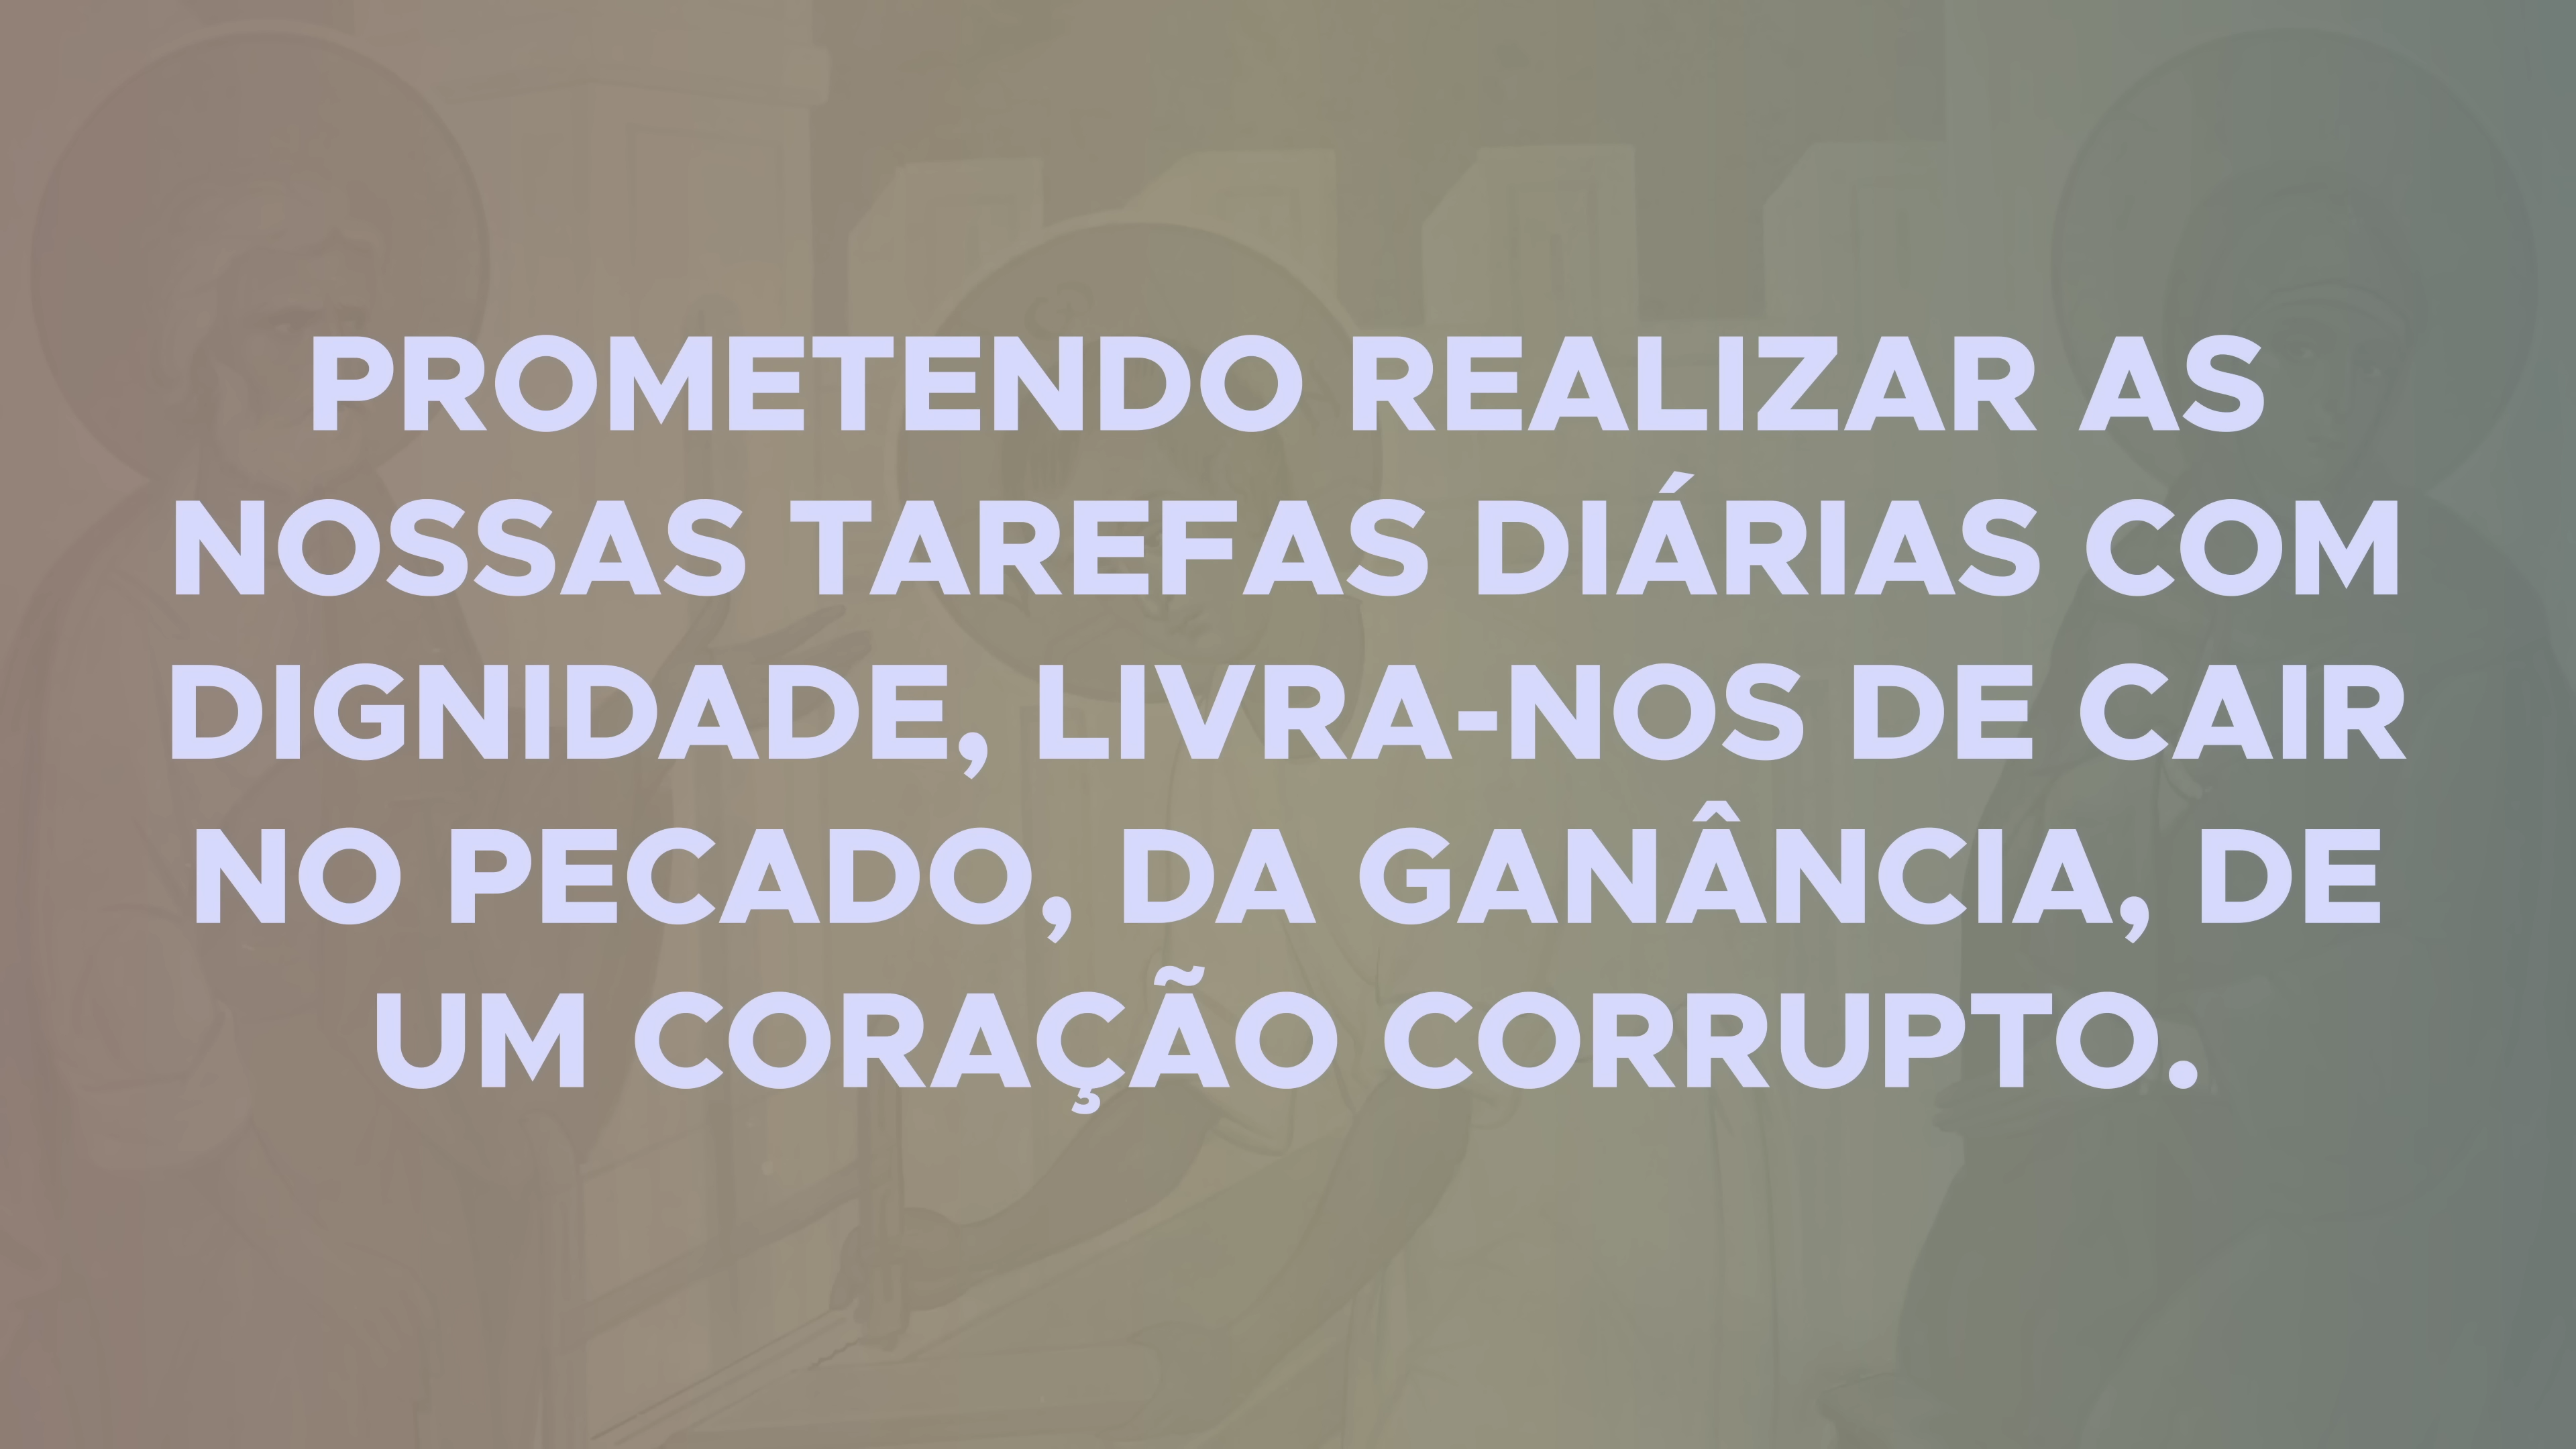 PROMETENDO REALIZAR AS
NOSSAS TAREFAS DIÁRIAS COM
DIGNIDADE, LIVRA-NOS DE CAIR
NO PECADO, DA GANÂNCIA, DE
UM CORAÇÃO CORRUPTO.